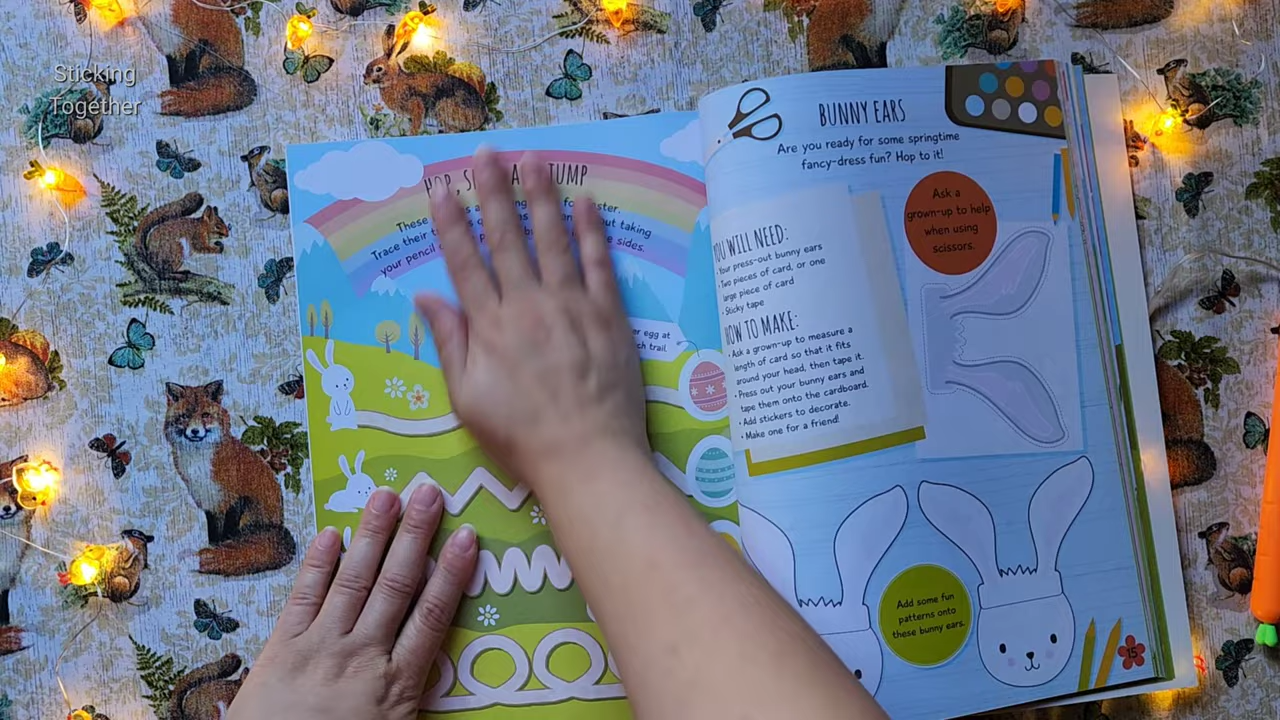 Sticking
Together
HOP,
These
Trace their
your pencil
sides.
egg at
trail.
BUNNY EARS
Are you ready for some springtime
fancy-dress fun? Hop to it!
Ask a
grown-up to help
when using
scissors.
YOU WILL NEED:
• Your press-out bunny ears
• Two pieces of card, or one
large piece of card
• Sticky tape
HOW TO MAKE:
• Ask a grown-up to measure a
length of card so that it fits
around your head, then tape it.
• Press out your bunny ears and
tape them onto the cardboard.
• Add stickers to decorate.
• Make one for a friend!
Add some fun
patterns onto
these bunny ears.
15